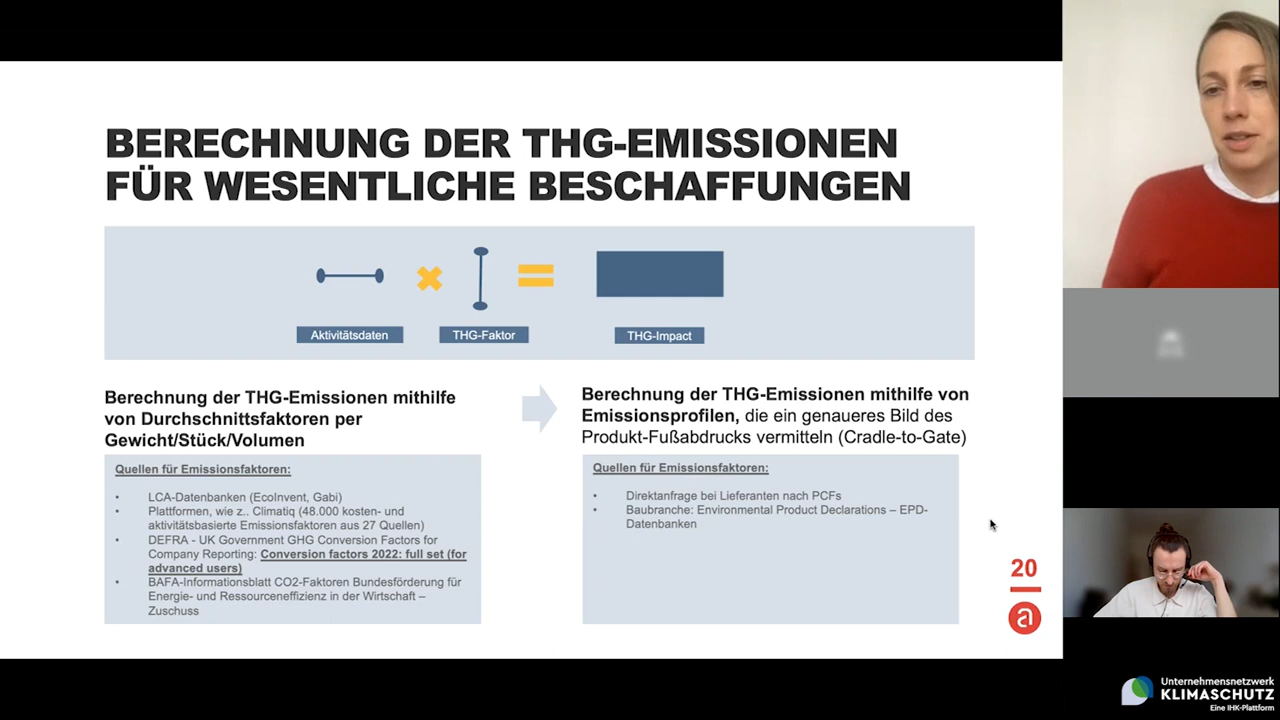 BERECHNUNG DER THG-EMISSIONEN
FÜR WESENTLICHE BESCHAFFUNGEN
Aktivitätsdaten
THG-Faktor
THG-Impact
Berechnung der THG-Emissionen mithilfe
von Durchschnittsfaktoren per
Gewicht/Stück/Volumen
Quellen für Emissionsfaktoren:
• LCA-Datenbanken (EcoInvent, Gabi)
• Plattformen, wie z.. Climatiq (48.000 kosten- und
aktivitätsbasierte Emissionsfaktoren aus 27 Quellen)
• DEFRA - UK Government GHG Conversion Factors for
Company Reporting: Conversion factors 2022: full set (for
advanced users)
• BAFA-Informationsblatt CO2-Faktoren Bundesförderung für
Energie- und Ressourceneffizienz in der Wirtschaft –
Zuschuss
Berechnung der THG-Emissionen mithilfe von
Emissionsprofilen, die ein genaueres Bild des
Produkt-Fußabdrucks vermitteln (Cradle-to-Gate)
Quellen für Emissionsfaktoren:
• Direktanfrage bei Lieferanten nach PCFs
• Baubranche: Environmental Product Declarations – EPD-
Datenbanken
20
a
Unternehmensnetzwerk
KLIMASCHUTZ
Eine IHK-Plattform